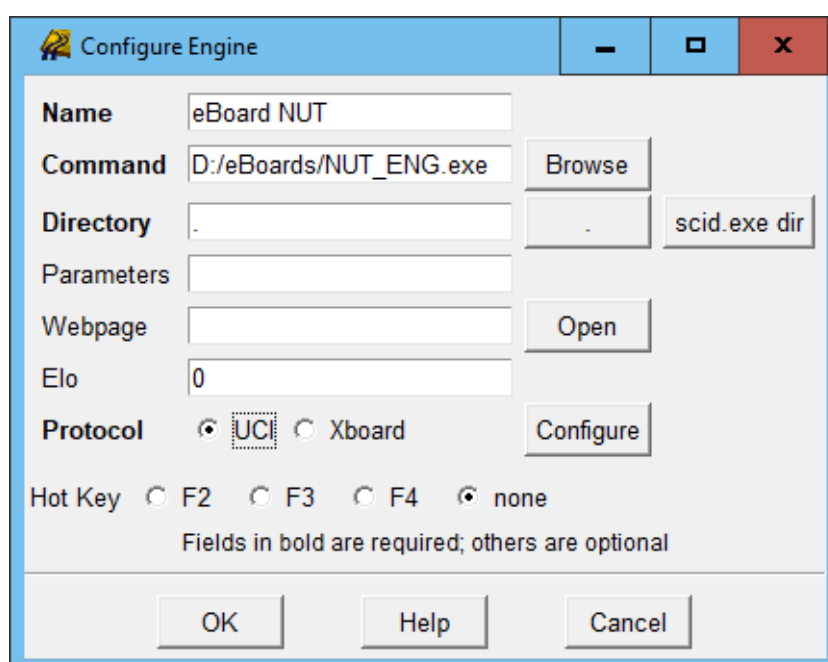 Configure Engine
Name eBoard NUT
Command D:/eBoards/NUT_ENG.exe Browse
Directory . . scid.exe dir
Parameters
Webpage Open
Elo 0
Protocol UCI Xboard Configure
Hot Key F2 F3 F4 none
Fields in bold are required; others are optional
OK Help Cancel